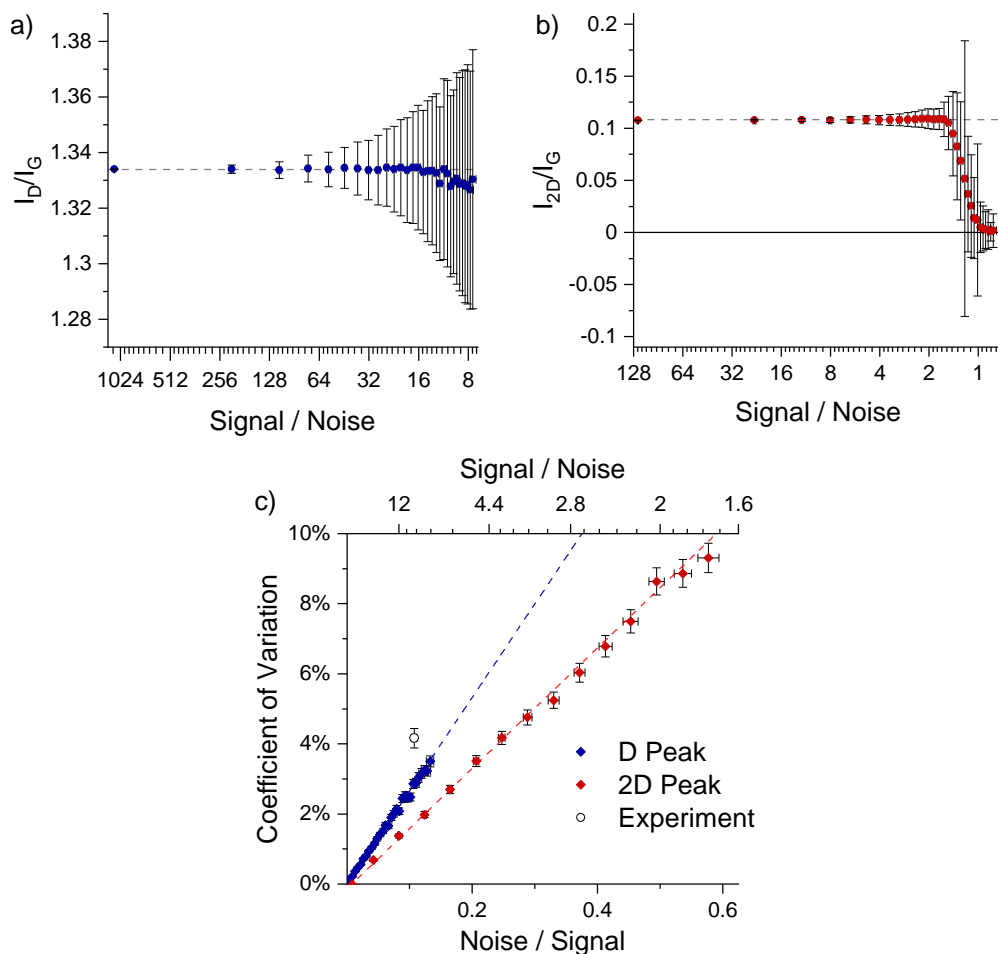 a)
1.38
1.36
1.34
1.32
1.3
1.28
I_D/I_G
1024 512 256 128 64 32 16 8
Signal / Noise
b)
0.2
0.15
0.1
0.05
0
-0.05
-0.1
I_2D/I_G
128 64 32 16 8 4 2 1
Signal / Noise
c)
Signal / Noise
12 4.4 2.8 2 1.6
10%
8%
6%
4%
2%
0%
Coefficient of Variation
D Peak
2D Peak
Experiment
0.2 0.4 0.6
Noise / Signal